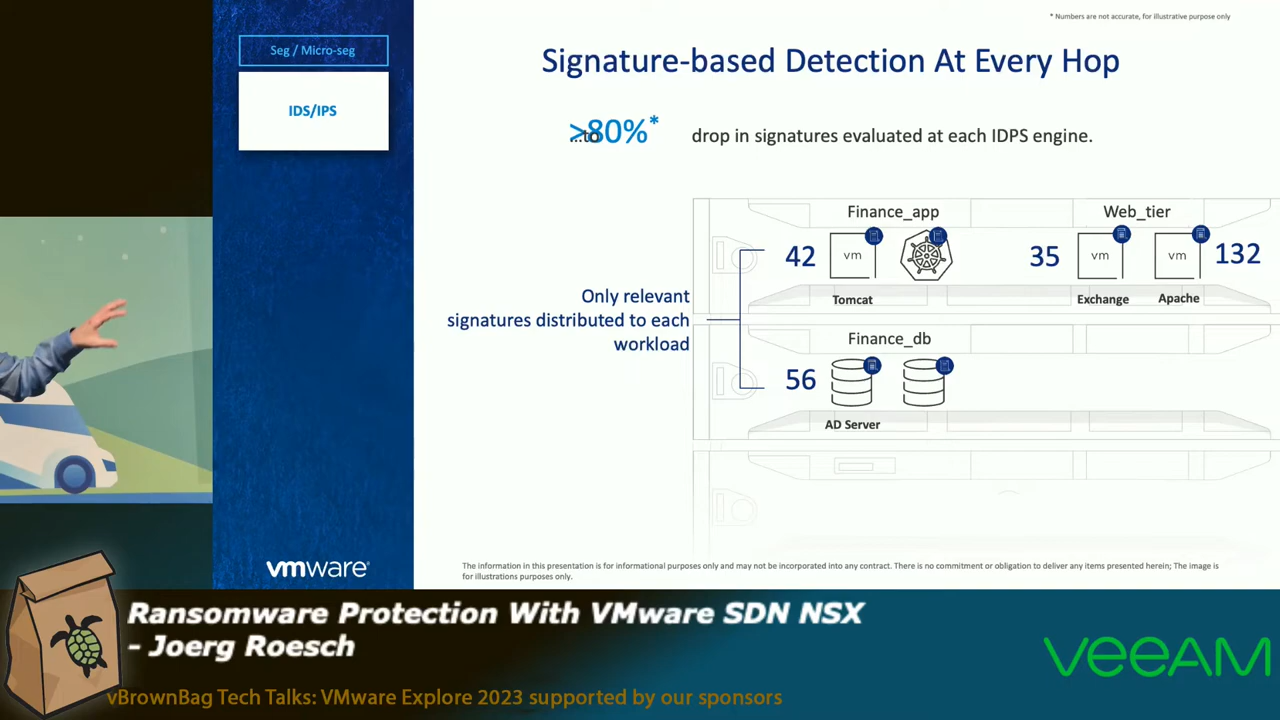 * Numbers are not accurate, for illustrative purpose only
Seg / Micro-seg
IDS/IPS
Signature-based Detection At Every Hop
...to >80%* drop in signatures evaluated at each IDPS engine.
Finance_app
Web_tier
42
vm
35
vm
vm
132
Tomcat
Exchange
Apache
Only relevant
signatures distributed to each
workload
Finance_db
56
AD Server
vmware®
The information in this presentation is for informational purposes only and may not be incorporated into any contract. There is no commitment or obligation to deliver any items presented herein; The image is
for illustrations purposes only.
Ransomware Protection With VMware SDN NSX
- Joerg Roesch
veeAM
vBrownBag Tech Talks: VMware Explore 2023 supported by our sponsors